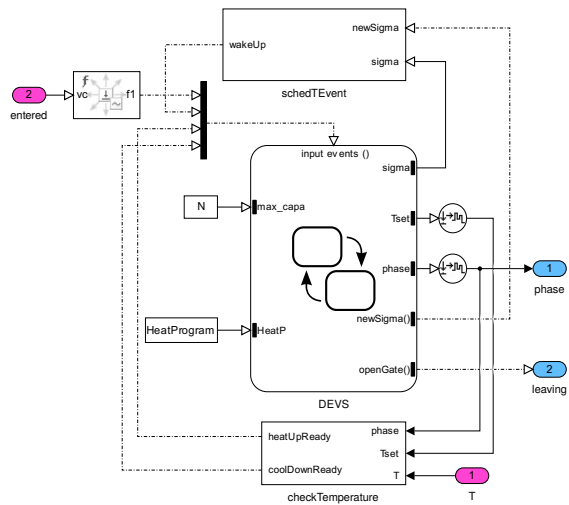 newSigma
wakeUp
sigma
schedTEvent
2
vc
f1
entered
input events ()
sigma
N
max_capa
Tset
phase
1
phase
newSigma()
HeatProgram
HeatP
openGate()
2
leaving
DEVS
phase
heatUpReady
Tset
coolDownReady
T
1
checkTemperature
T